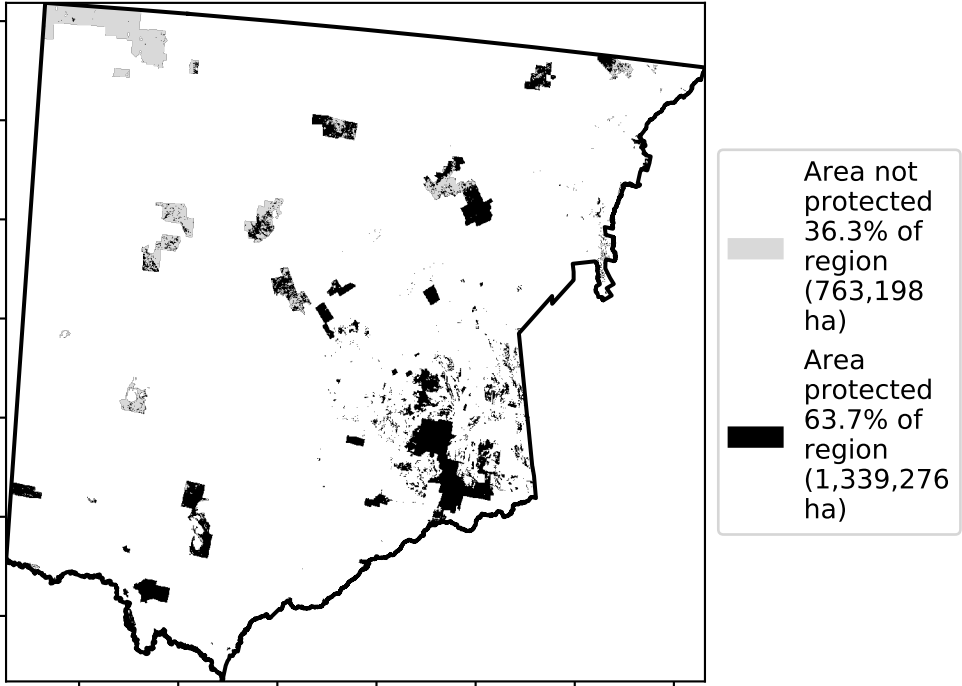 Area not
protected
36.3% of
region
(763,198
ha)
Area
protected
63.7% of
region
(1,339,276
ha)